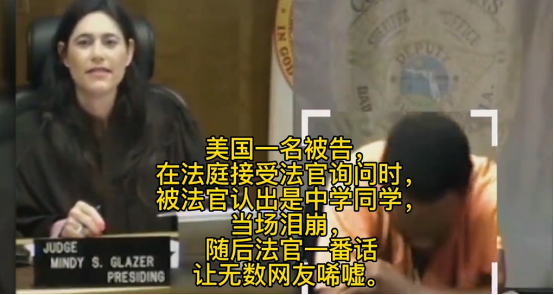 DEPUT
美国一名被告，
在法庭接受法官询问时，
被法官认出是中学同学，
当场泪崩，
随后法官一番话
让无数网友唏嘘。
JUDGE
MINDY S. GLAZER
PRESIDING